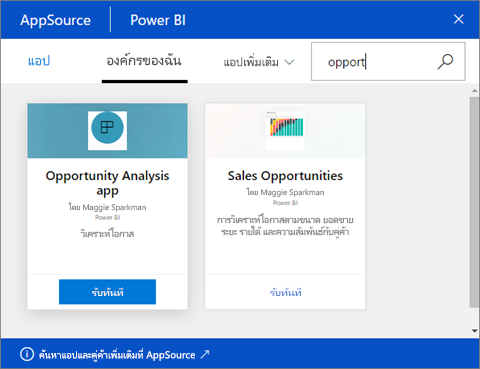 AppSource Power BI
แอป องค์กรของฉัน แอปเพิ่มเติม opport
Opportunity Analysis
app
โดย Maggie Sparkman
Power BI
วิเคราะห์โอกาส
รับทันที
Sales Opportunities
โดย Maggie Sparkman
Power BI
การวิเคราะห์โอกาสตามขนาด ยอดขาย
ระยะ รายได้ และความสัมพันธ์กับคู่ค้า
รับทันที
ค้นหาแอปและคู่ค้าเพิ่มเติมที่ AppSource